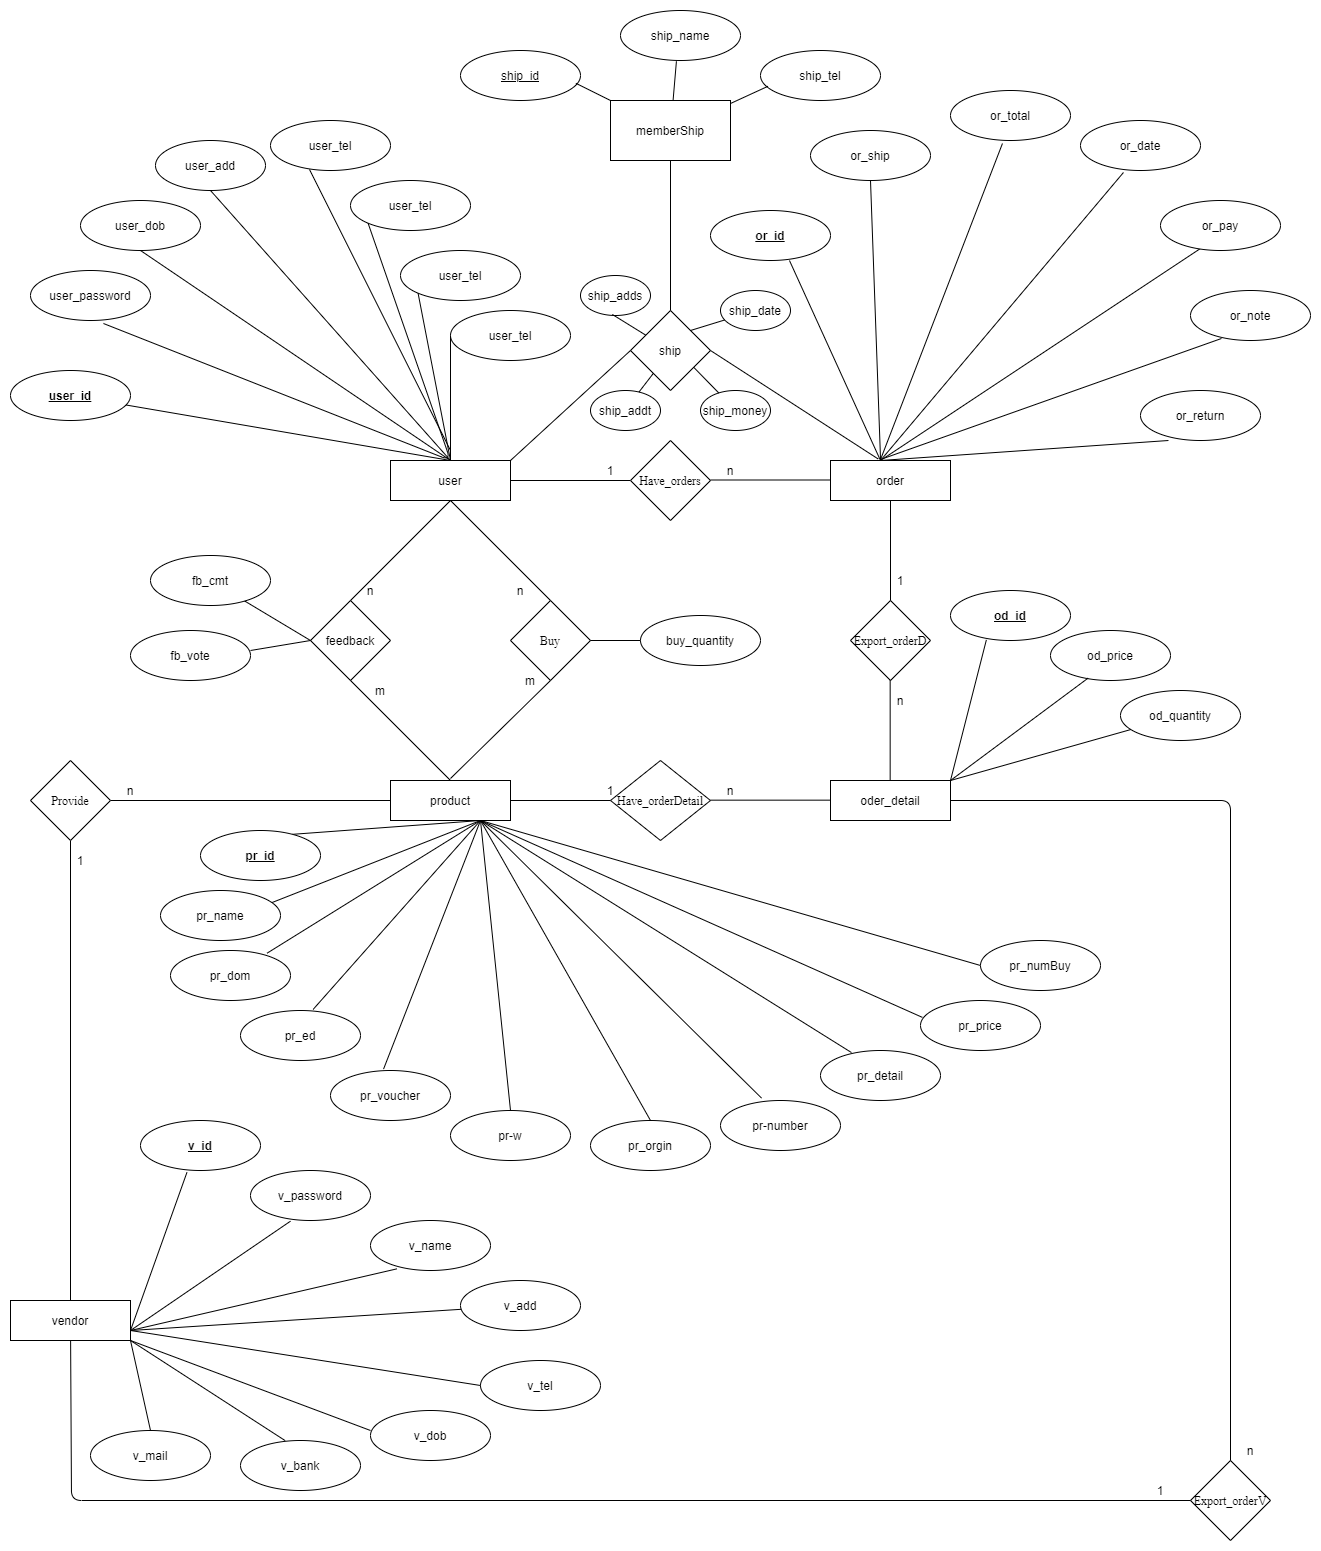 ship_name
ship_id
ship_tel
memberShip
or_total
user_tel
or_date
user_add
or_ship
user_tel
user_dob
or_id
or_pay
user_tel
user_password
ship_adds
ship_date
or_note
user_tel
ship
user_id
ship_addt
ship_money
or_return
1
n
user
Have_orders
order
fb_cmt
n
n
1
od_id
feedback
Buy
buy_quantity
Export_orderD
fb_vote
od_price
m
m
n
od_quantity
n
1
n
Provide
product
Have_orderDetail
oder_detail
1
pr_id
pr_name
pr_numBuy
pr_dom
pr_ed
pr_price
pr_detail
pr_voucher
pr-number
pr-w
v_id
pr_orgin
v_password
v_name
v_add
vendor
v_tel
v_dob
v_mail
v_bank
n
1
Export_orderV